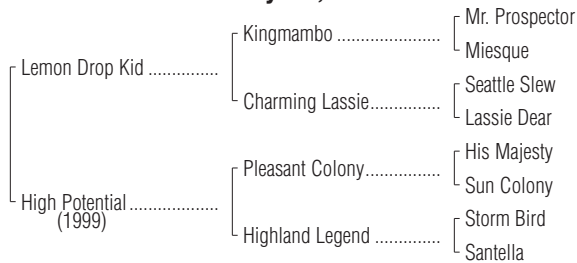 Mr. Prospector
Kingmambo ..................
Miesque
Lemon Drop Kid ...............
Seattle Slew
Charming Lassie...............
Lassie Dear
His Majesty
Pleasant Colony................
Sun Colony
High Potential ...................
(1999)
Storm Bird
Highland Legend ..............
Santella